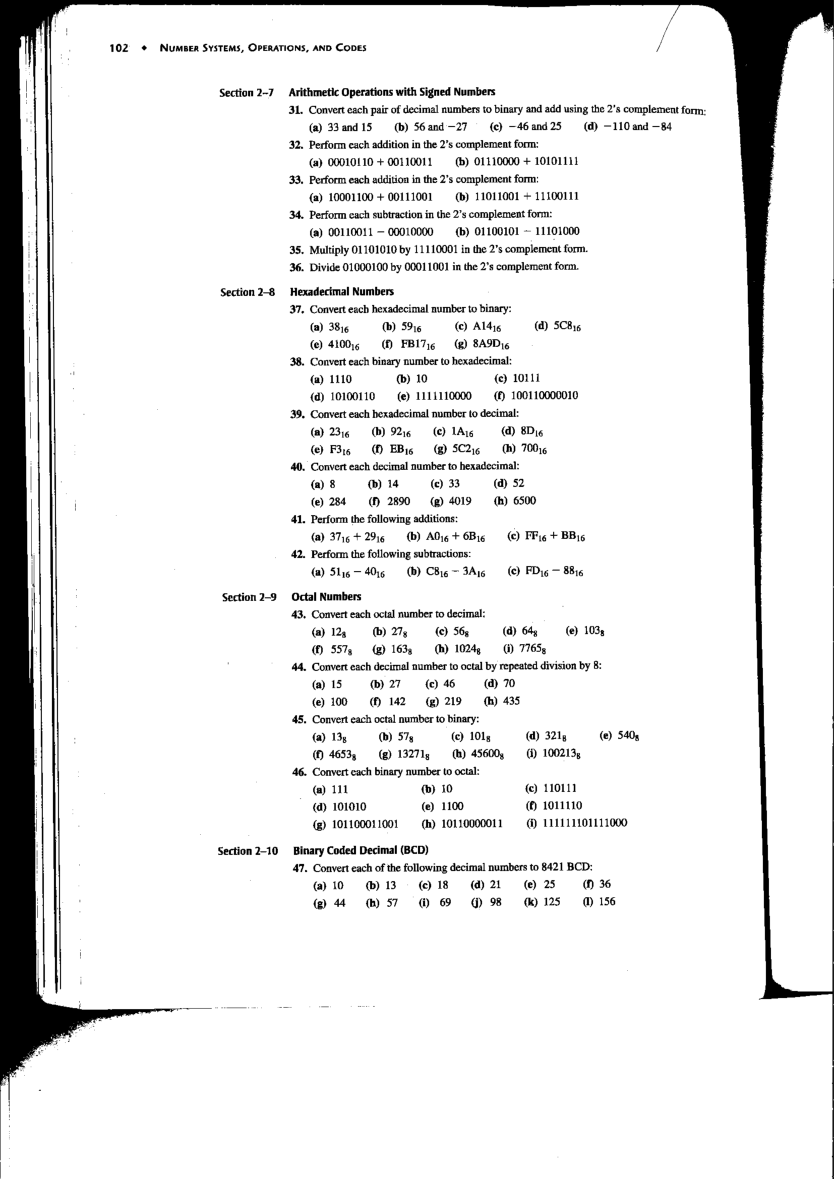 102 ◆ NUMBER SYSTEMS, OPERATIONS, AND CODES
Section 2–7 Arithmetic Operations with Signed Numbers
31. Convert each pair of decimal numbers to binary and add using the 2's complement form:
(a) 33 and 15 (b) 56 and −27 (c) −46 and 25 (d) −110 and −84
32. Perform each addition in the 2's complement form:
(a) 00010110 + 00110011 (b) 01110000 + 10101111
33. Perform each addition in the 2's complement form:
(a) 10001100 + 00111001 (b) 11011001 + 11100111
34. Perform each subtraction in the 2's complement form:
(a) 00110011 − 00010000 (b) 01100101 − 11101000
35. Multiply 01101010 by 11110001 in the 2's complement form.
36. Divide 01000100 by 00011001 in the 2's complement form.
Section 2–8 Hexadecimal Numbers
37. Convert each hexadecimal number to binary:
(a) 38₁₆ (b) 59₁₆ (c) A14₁₆ (d) 5C8₁₆
(e) 4100₁₆ (f) FB17₁₆ (g) 8A9D₁₆
38. Convert each binary number to hexadecimal:
(a) 1110 (b) 10 (c) 10111
(d) 10100110 (e) 1111110000 (f) 100110000010
39. Convert each hexadecimal number to decimal:
(a) 23₁₆ (b) 92₁₆ (c) 1A₁₆ (d) 8D₁₆
(e) F3₁₆ (f) EB₁₆ (g) 5C2₁₆ (h) 700₁₆
40. Convert each decimal number to hexadecimal:
(a) 8 (b) 14 (c) 33 (d) 52
(e) 284 (f) 2890 (g) 4019 (h) 6500
41. Perform the following additions:
(a) 37₁₆ + 29₁₆ (b) A0₁₆ + 6B₁₆ (c) FF₁₆ + BB₁₆
42. Perform the following subtractions:
(a) 51₁₆ − 40₁₆ (b) C8₁₆ − 3A₁₆ (c) FD₁₆ − 88₁₆
Section 2–9 Octal Numbers
43. Convert each octal number to decimal:
(a) 12₈ (b) 27₈ (c) 56₈ (d) 64₈ (e) 103₈
(f) 557₈ (g) 163₈ (h) 1024₈ (i) 7765₈
44. Convert each decimal number to octal by repeated division by 8:
(a) 15 (b) 27 (c) 46 (d) 70
(e) 100 (f) 142 (g) 219 (h) 435
45. Convert each octal number to binary:
(a) 13₈ (b) 57₈ (c) 101₈ (d) 321₈ (e) 540₈
(f) 4653₈ (g) 13271₈ (h) 45600₈ (i) 100213₈
46. Convert each binary number to octal:
(a) 111 (b) 10 (c) 110111
(d) 101010 (e) 1100 (f) 1011110
(g) 101100011001 (h) 10110000011 (i) 111111101111000
Section 2–10 Binary Coded Decimal (BCD)
47. Convert each of the following decimal numbers to 8421 BCD:
(a) 10 (b) 13 (c) 18 (d) 21 (e) 25 (f) 36
(g) 44 (h) 57 (i) 69 (j) 98 (k) 125 (l) 156